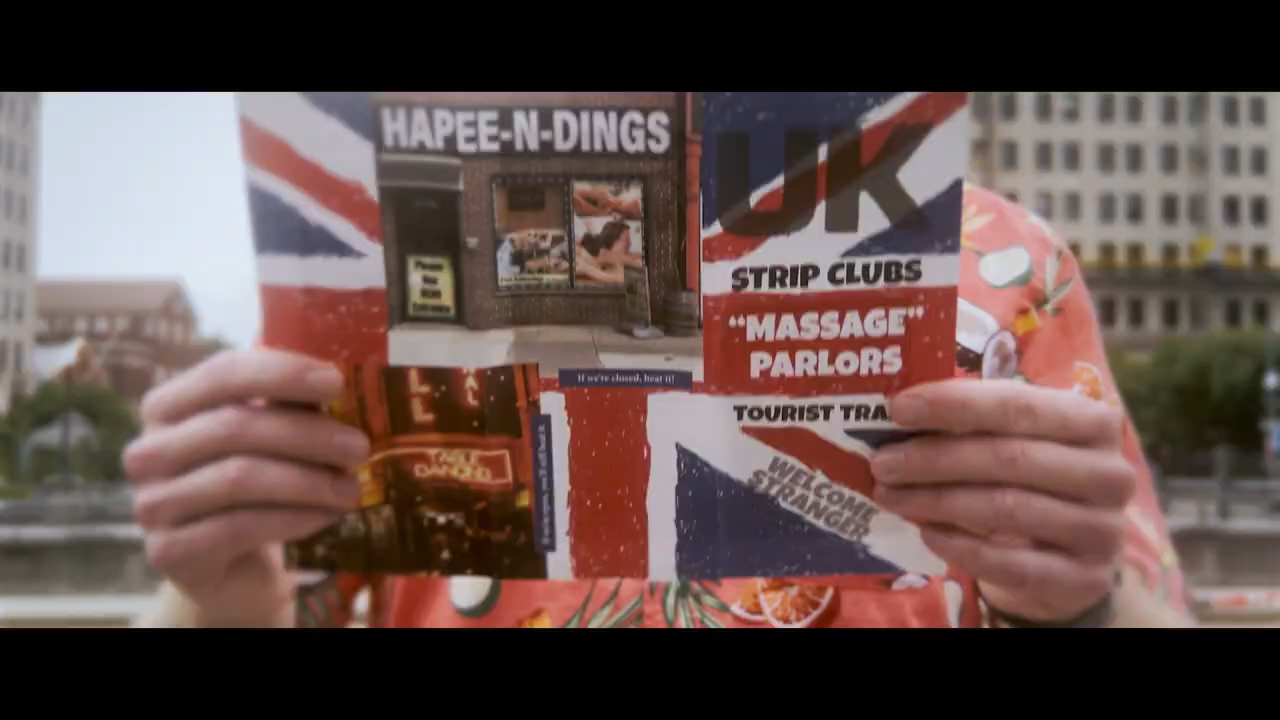 HAPEE-N-DINGS
UK
STRIP CLUBS
“MASSAGE”
PARLORS
If we're closed, beat it!
TOURIST TRA
TABLE
DANCING
WELCOME
STRANGER